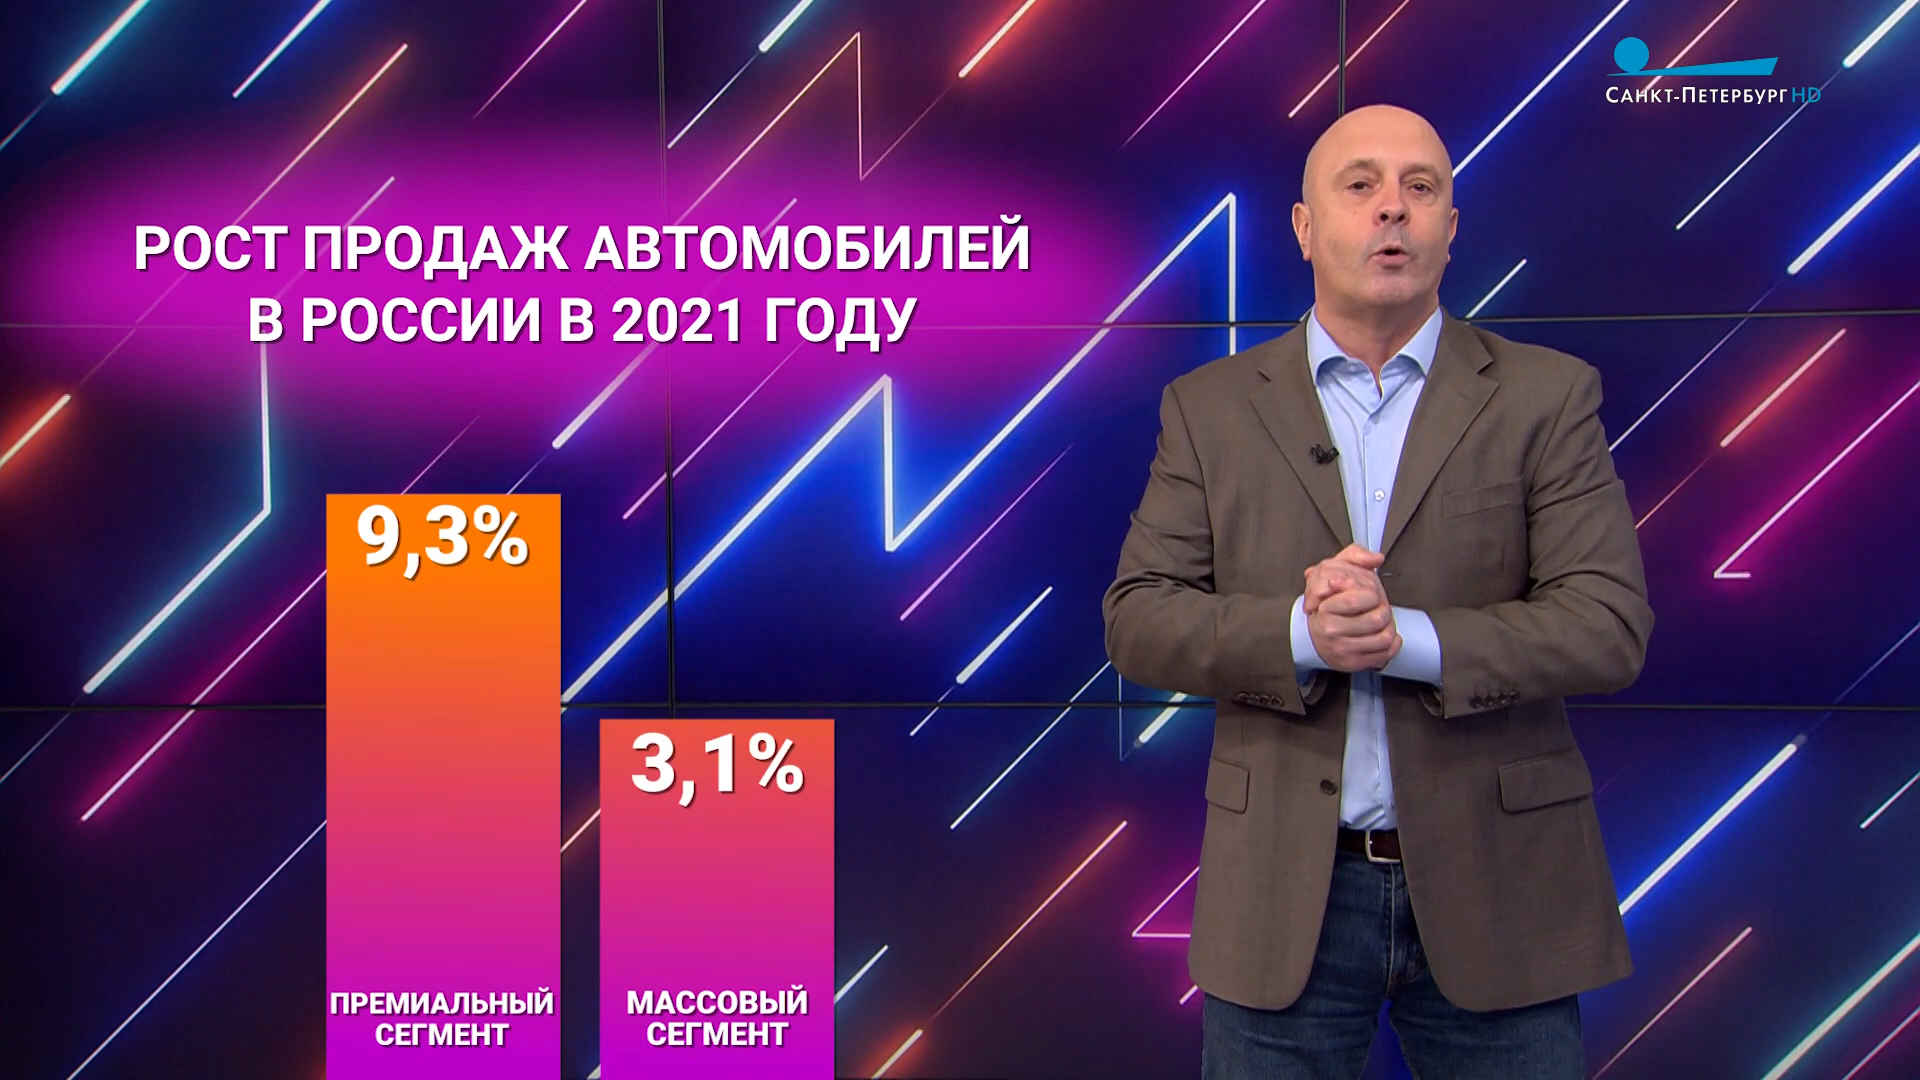 САНКТ-ПЕТЕРБУРГ HD
РОСТ ПРОДАЖ АВТОМОБИЛЕЙ
В РОССИИ В 2021 ГОДУ
9,3%
3,1%
ПРЕМИАЛЬНЫЙ
СЕГМЕНТ
МАССОВЫЙ
СЕГМЕНТ